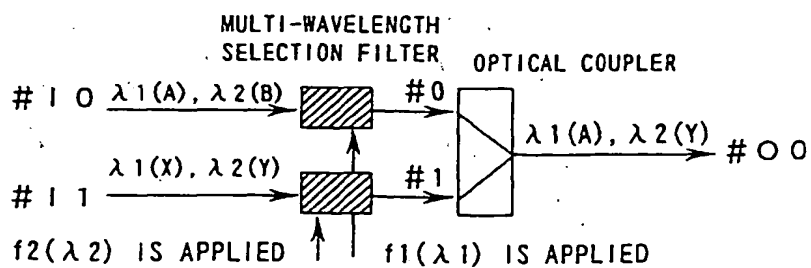 MULTI-WAVELENGTH
SELECTION FILTER
OPTICAL COUPLER
#10
λ1(A), λ2(B)
#0
λ1(A), λ2(Y)
#00
#11
λ1(X), λ2(Y)
#1
f2(λ2) IS APPLIED
f1(λ1) IS APPLIED